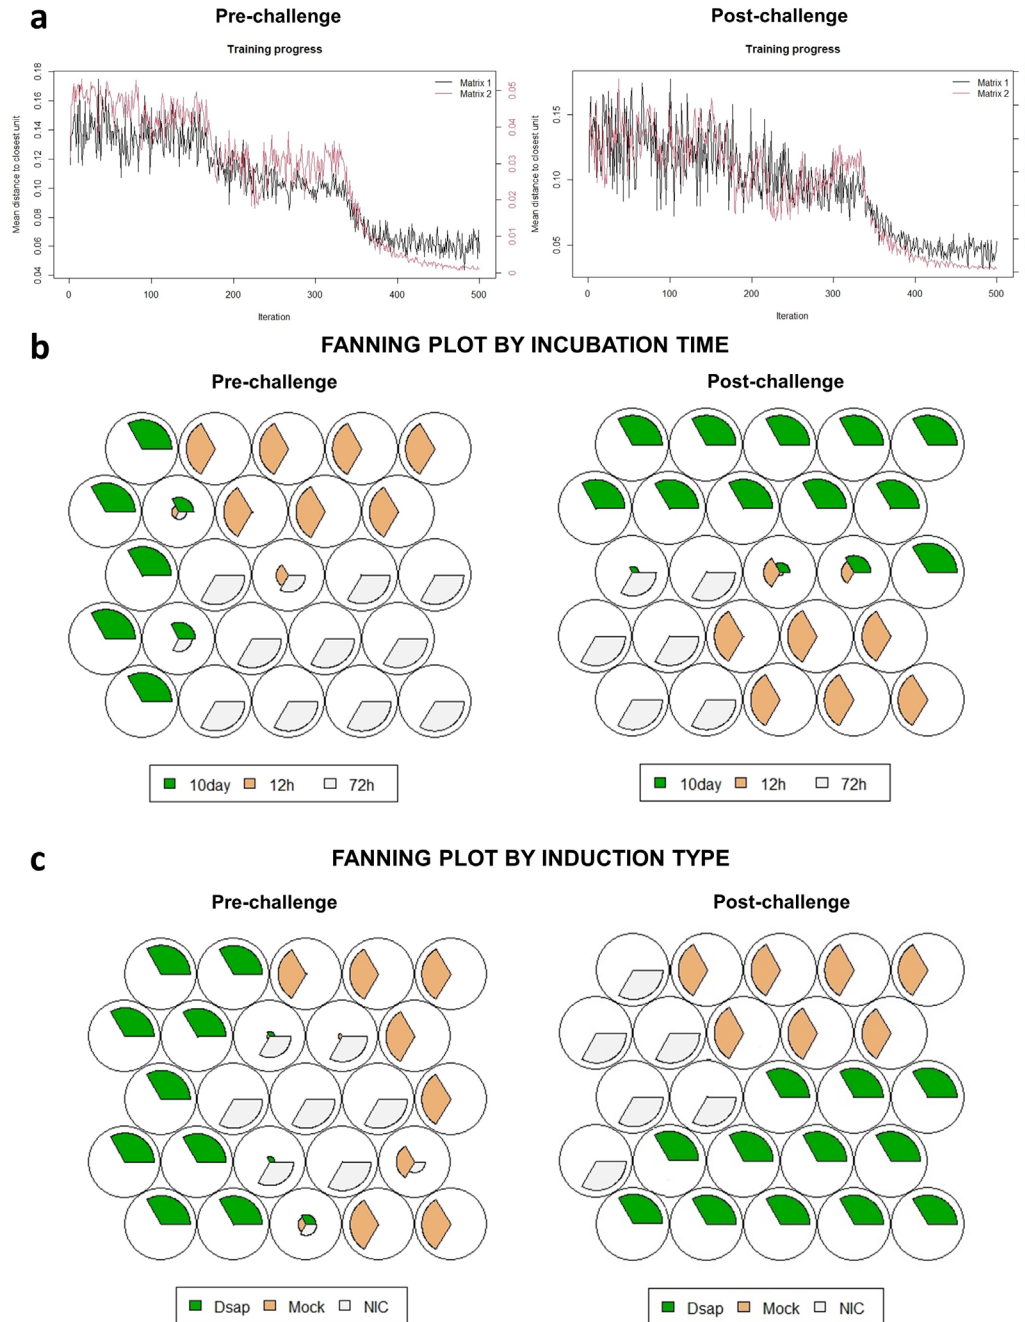 a
Pre-challenge
Post-challenge
Training progress
Training progress
Mean distance to closest unit
0.18
0.16
0.14
0.12
0.10
0.08
0.06
0.04
Matrix 1
Matrix 2
0.05
0.04
0.03
0.02
0.01
0
0 100 200 300 400 500
Iteration
Mean distance to closest unit
0.15
0.10
0.05
Matrix 1
Matrix 2
0 100 200 300 400 500
Iteration
b
FANNING PLOT BY INCUBATION TIME
Pre-challenge
Post-challenge
10day 12h 72h
10day 12h 72h
c
FANNING PLOT BY INDUCTION TYPE
Pre-challenge
Post-challenge
Dsap Mock NIC
Dsap Mock NIC